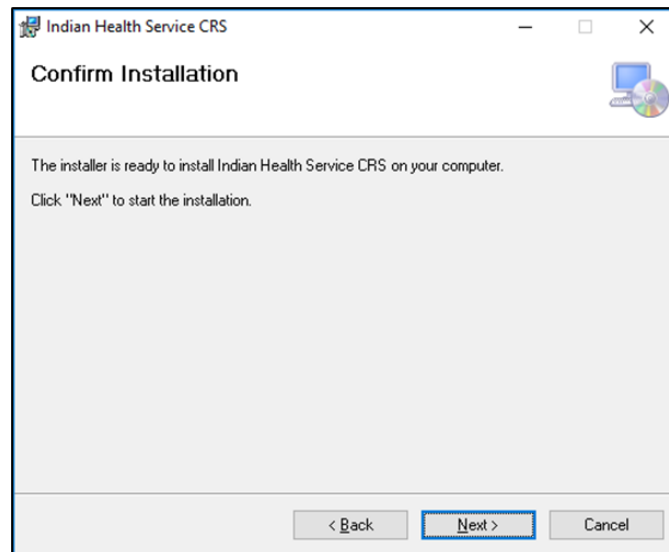 Indian Health Service CRS
Confirm Installation
The installer is ready to install Indian Health Service CRS on your computer.
Click "Next" to start the installation.
< Back
Next >
Cancel